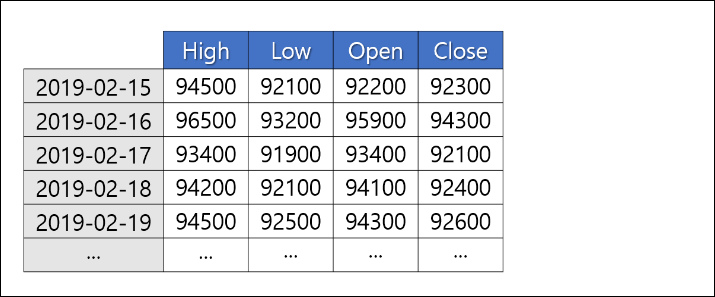 High Low Open Close
2019-02-15 94500 92100 92200 92300
2019-02-16 96500 93200 95900 94300
2019-02-17 93400 91900 93400 92100
2019-02-18 94200 92100 94100 92400
2019-02-19 94500 92500 94300 92600
... ... ... ... ...